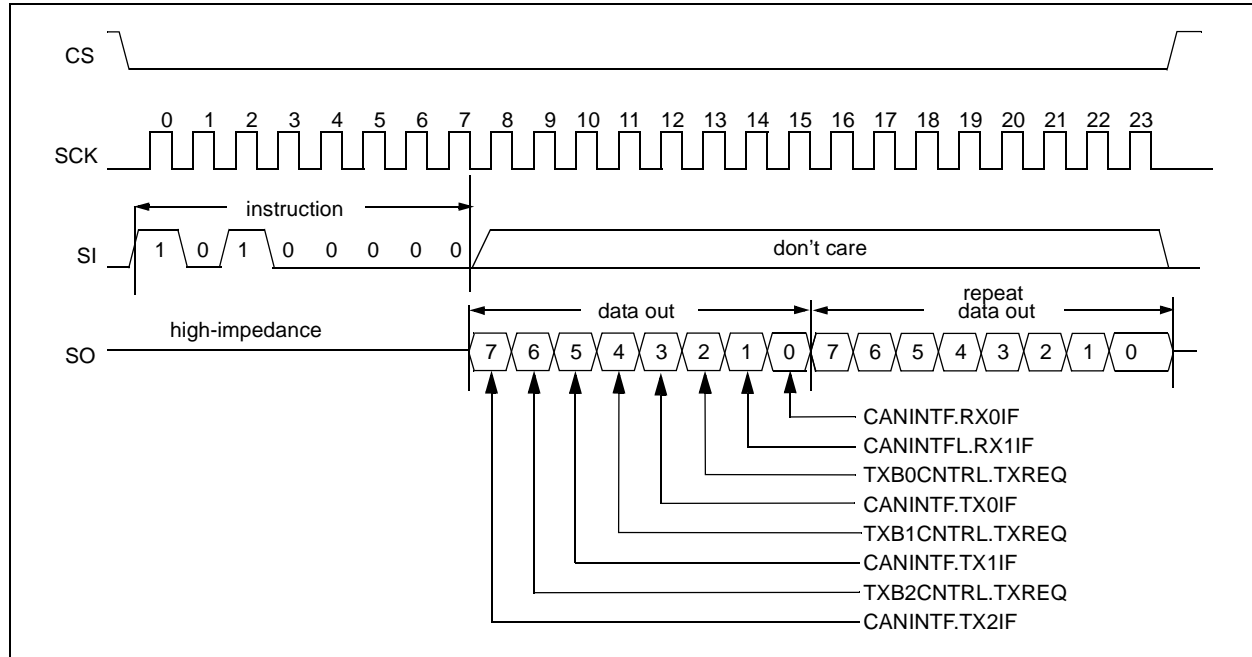 CS
0 1 2 3 4 5 6 7 8 9 10 11 12 13 14 15 16 17 18 19 20 21 22 23
SCK
instruction
SI 1 0 1 0 0 0 0 0 don't care
repeat
data out data out
high-impedance
SO 7 6 5 4 3 2 1 0 7 6 5 4 3 2 1 0
CANINTF.RX0IF
CANINTFL.RX1IF
TXB0CNTRL.TXREQ
CANINTF.TX0IF
TXB1CNTRL.TXREQ
CANINTF.TX1IF
TXB2CNTRL.TXREQ
CANINTF.TX2IF